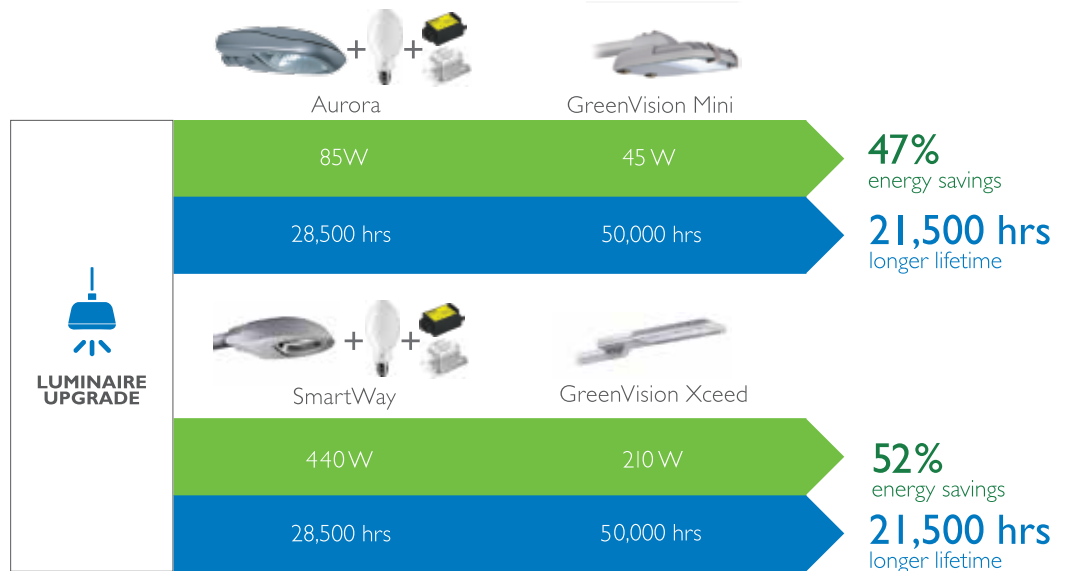 Aurora
GreenVision Mini
85W
45 W
47%
energy savings
28,500 hrs
50,000 hrs
21,500 hrs
longer lifetime
LUMINAIRE
UPGRADE
SmartWay
GreenVision Xceed
440 W
210 W
52%
energy savings
28,500 hrs
50,000 hrs
21,500 hrs
longer lifetime